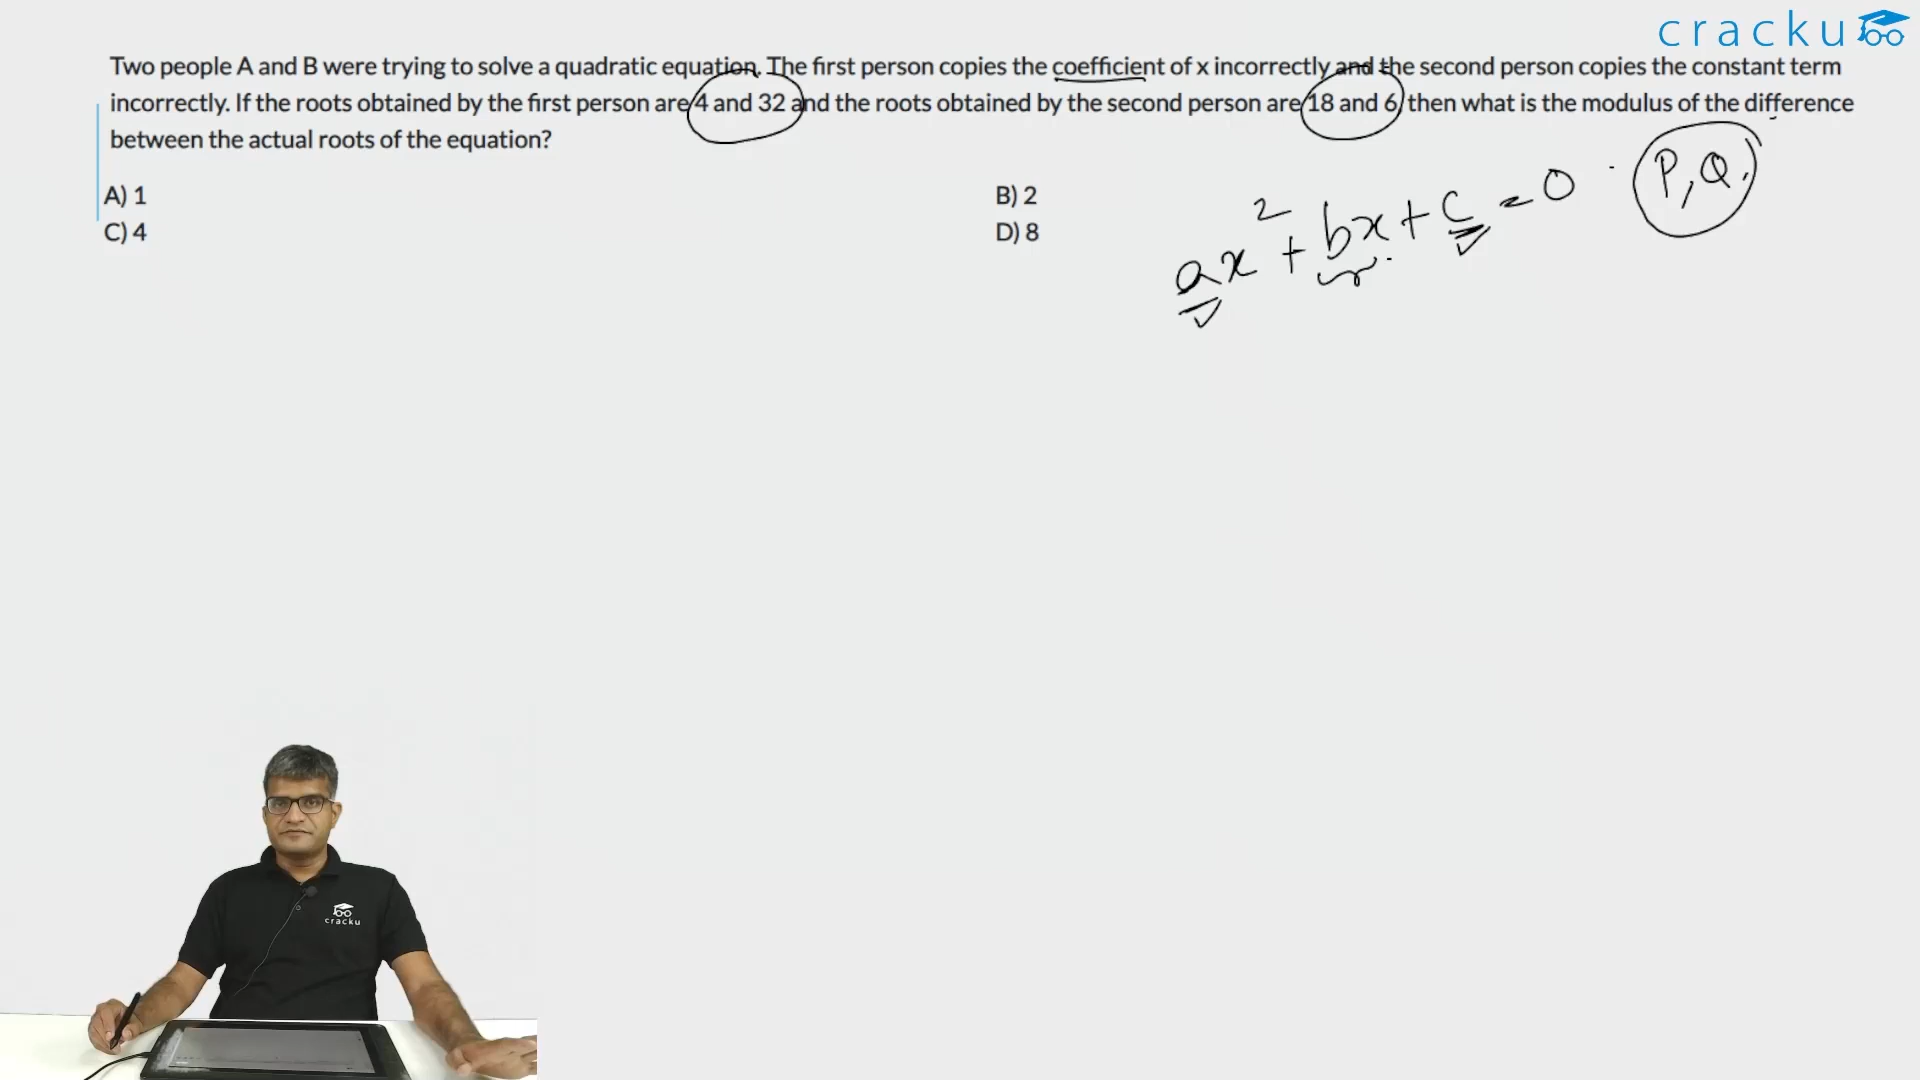 cracku
Two people A and B were trying to solve a quadratic equation. The first person copies the coefficient of x incorrectly and the second person copies the constant term
incorrectly. If the roots obtained by the first person are 4 and 32 and the roots obtained by the second person are 18 and 6, then what is the modulus of the difference
between the actual roots of the equation?
A) 1
B) 2
C) 4
D) 8
ax² + bx + c = 0
P, Q
cracku